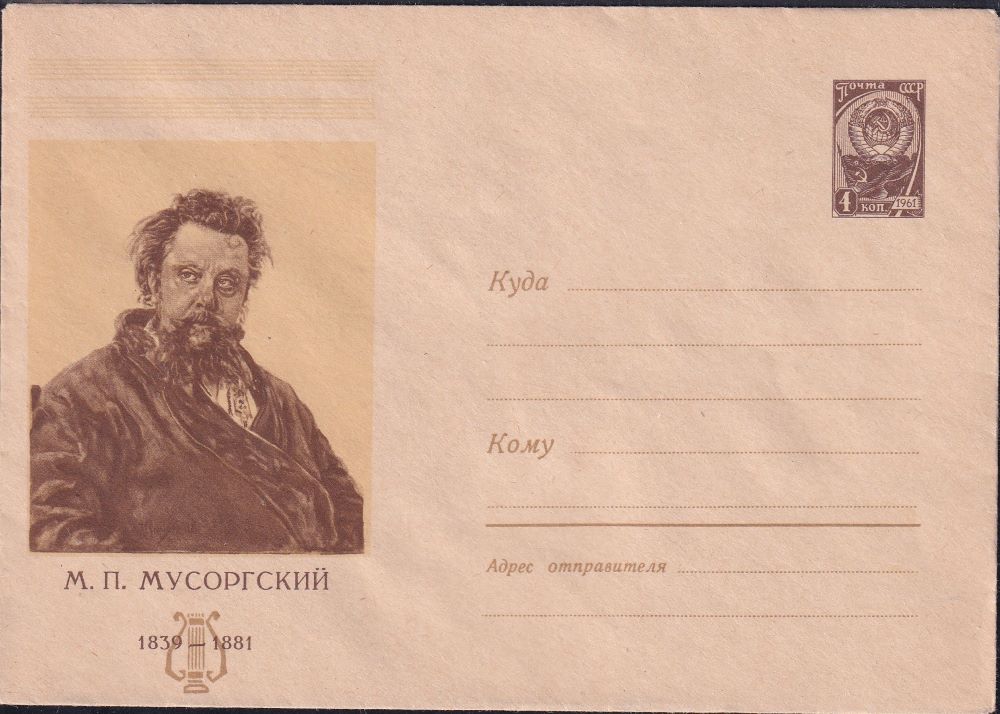 Почта СССР
4 коп. 1961
Куда
Кому
Адрес отправителя
М. П. МУСОРГСКИЙ
1839 — 1881